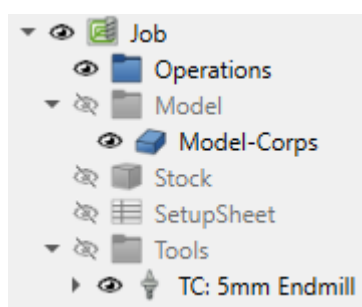 Job
Operations
Model
Model-Corps
Stock
SetupSheet
Tools
TC: 5mm Endmill